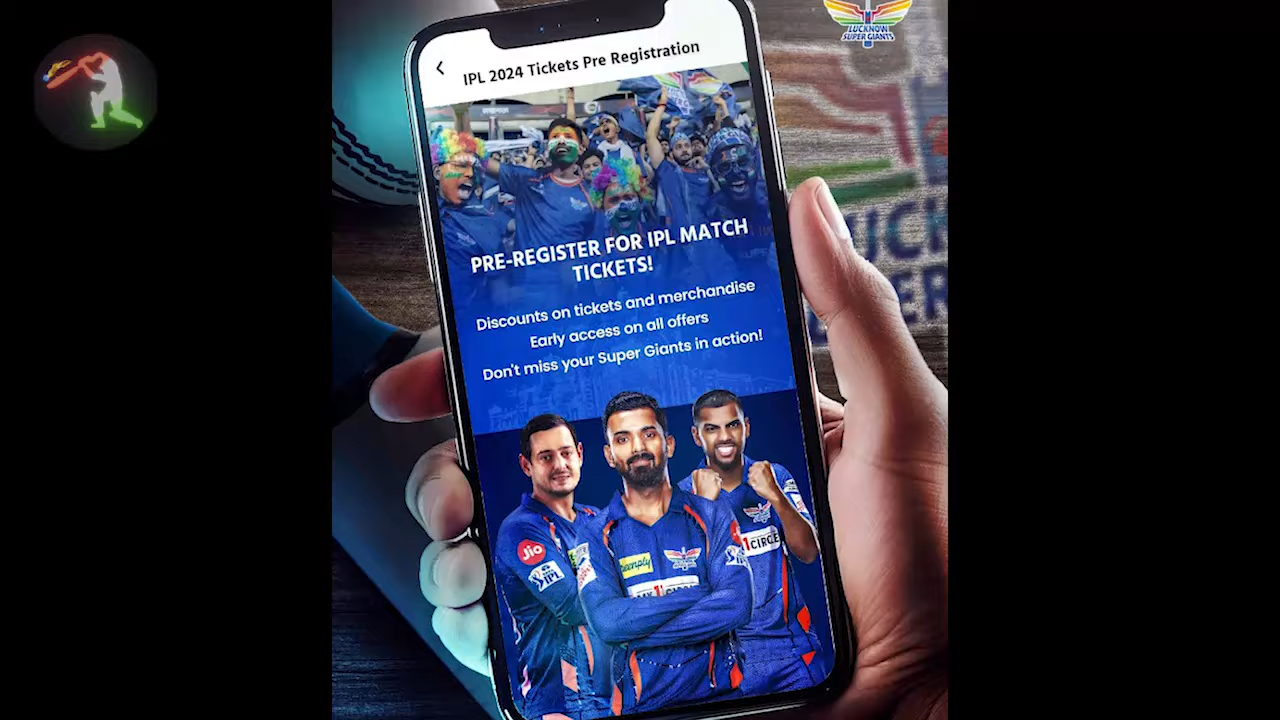 LUCKNOW
SUPER GIANTS
IPL 2024 Tickets Pre Registration
PRE-REGISTER FOR IPL MATCH
TICKETS!
Discounts on tickets and merchandise
Early access on all offers
Don't miss your Super Giants in action!
Jio
IPL
CIRCLE